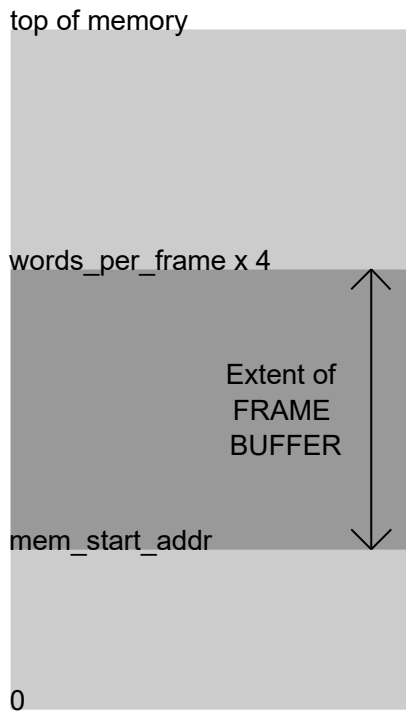 top of memory
words_per_frame x 4
Extent of
FRAME
BUFFER
mem_start_addr
0